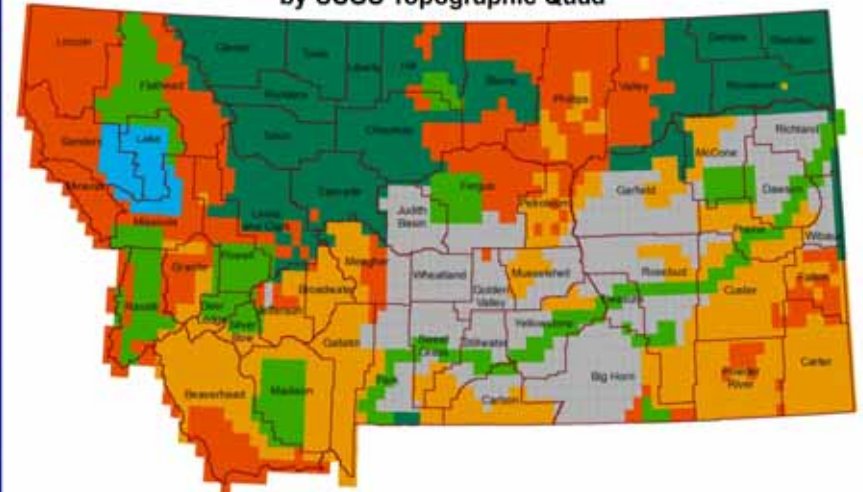 by USGS Topographic Quad
Lincoln
Flathead
Glacier
Toole
Liberty
Hill
Blaine
Phillips
Valley
Daniels
Sheridan
Roosevelt
Pondera
Teton
Chouteau
Sanders
Lake
Mineral
Missoula
Lewis
and Clark
Cascade
Judith
Basin
Fergus
Petroleum
Garfield
McCone
Richland
Dawson
Prairie
Wibaux
Granite
Powell
Meagher
Wheatland
Golden
Valley
Musselshell
Rosebud
Custer
Fallon
Ravalli
Deer
Lodge
Silver
Bow
Jefferson
Broadwater
Gallatin
Sweet
Grass
Stillwater
Yellowstone
Treasure
Beaverhead
Madison
Park
Carbon
Big Horn
Powder
River
Carter